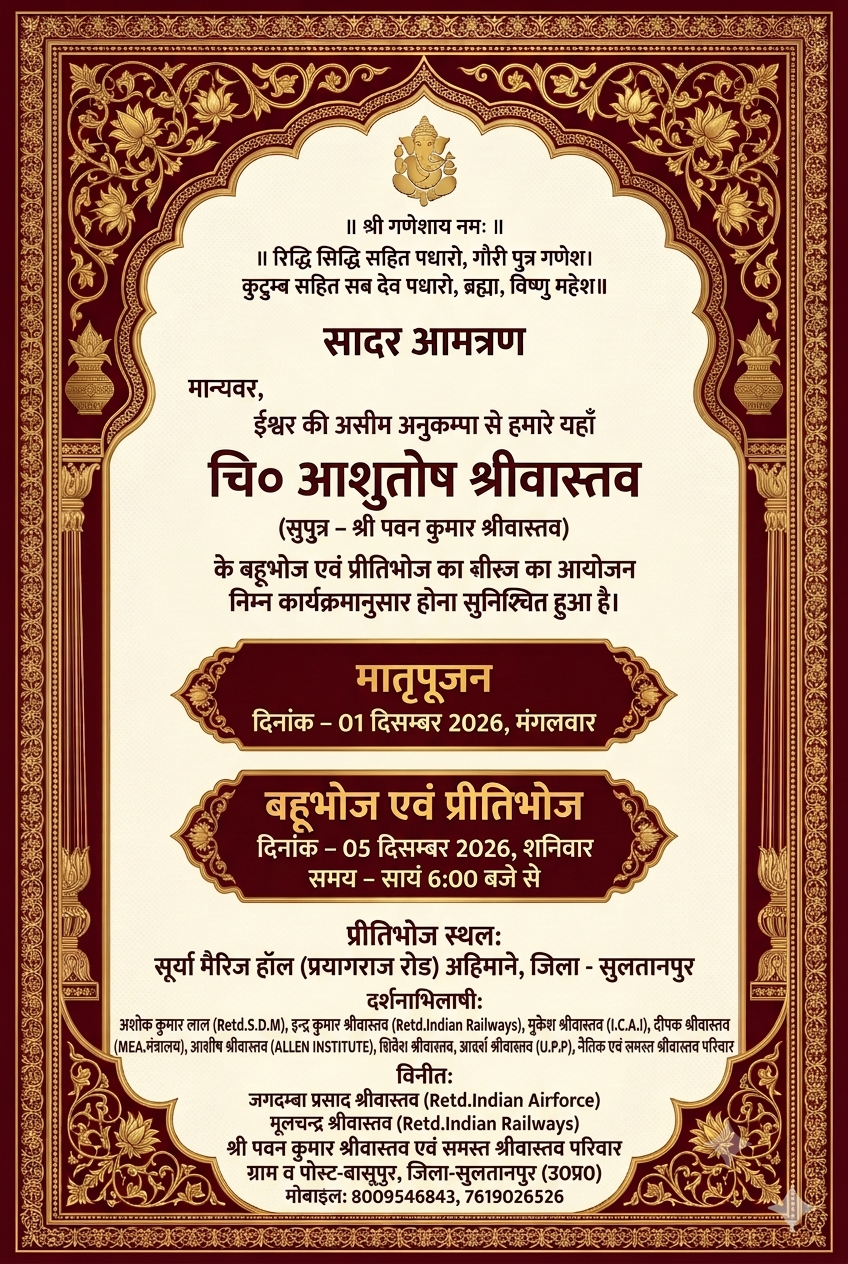 ॥ श्री गणेशाय नमः ॥
॥ रिद्धि सिद्धि सहित पधारो, गौरी पुत्र गणेश।
कुटुम्ब सहित सब देव पधारो, ब्रह्मा, विष्णु महेश॥
सादर आमत्रण
मान्यवर,
ईश्वर की असीम अनुकम्पा से हमारे यहाँ
चि० आशुतोष श्रीवास्तव
(सुपुत्र – श्री पवन कुमार श्रीवास्तव)
के बहूभोज एवं प्रीतिभोज का का आयोजन
निम्न कार्यक्रमानुसार होना सुनिश्चित हुआ है।
मातृपूजन
दिनांक – 01 दिसम्बर 2026, मंगलवार
बहूभोज एवं प्रीतिभोज
दिनांक – 05 दिसम्बर 2026, शनिवार
समय – सायं 6:00 बजे से
प्रीतिभोज स्थल:
सूर्या मैरिज हॉल (प्रयागराज रोड) अहिमाने, जिला - सुलतानपुर
दर्शनाभिलाषी:
अशोक कुमार लाल (Retd.S.D.M), इन्द्र कुमार श्रीवास्तव (Retd.Indian Railways), मुकेश श्रीवास्तव (I.C.A.I), दीपक श्रीवास्तव
(MEA.मंत्रालय), आशीष श्रीवास्तव (ALLEN INSTITUTE), शिवेश श्रीवास्तव, आदर्श श्रीवास्तव (U.P.P), नैतिक एवं समस्त श्रीवास्तव परिवार
विनीत:
जगदम्बा प्रसाद श्रीवास्तव (Retd.Indian Airforce)
मूलचन्द्र श्रीवास्तव (Retd.Indian Railways)
श्री पवन कुमार श्रीवास्तव एवं समस्त श्रीवास्तव परिवार
ग्राम व पोस्ट-बासूपुर, जिला-सुलतानपुर (उ0प्र0)
मोबाइल: 8009546843, 7619026526